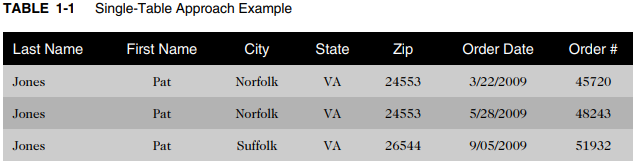 TABLE 1-1 Single-Table Approach Example
Last Name First Name City State Zip Order Date Order #
Jones Pat Norfolk VA 24553 3/22/2009 45720
Jones Pat Norfolk VA 24553 5/28/2009 48243
Jones Pat Suffolk VA 26544 9/05/2009 51932